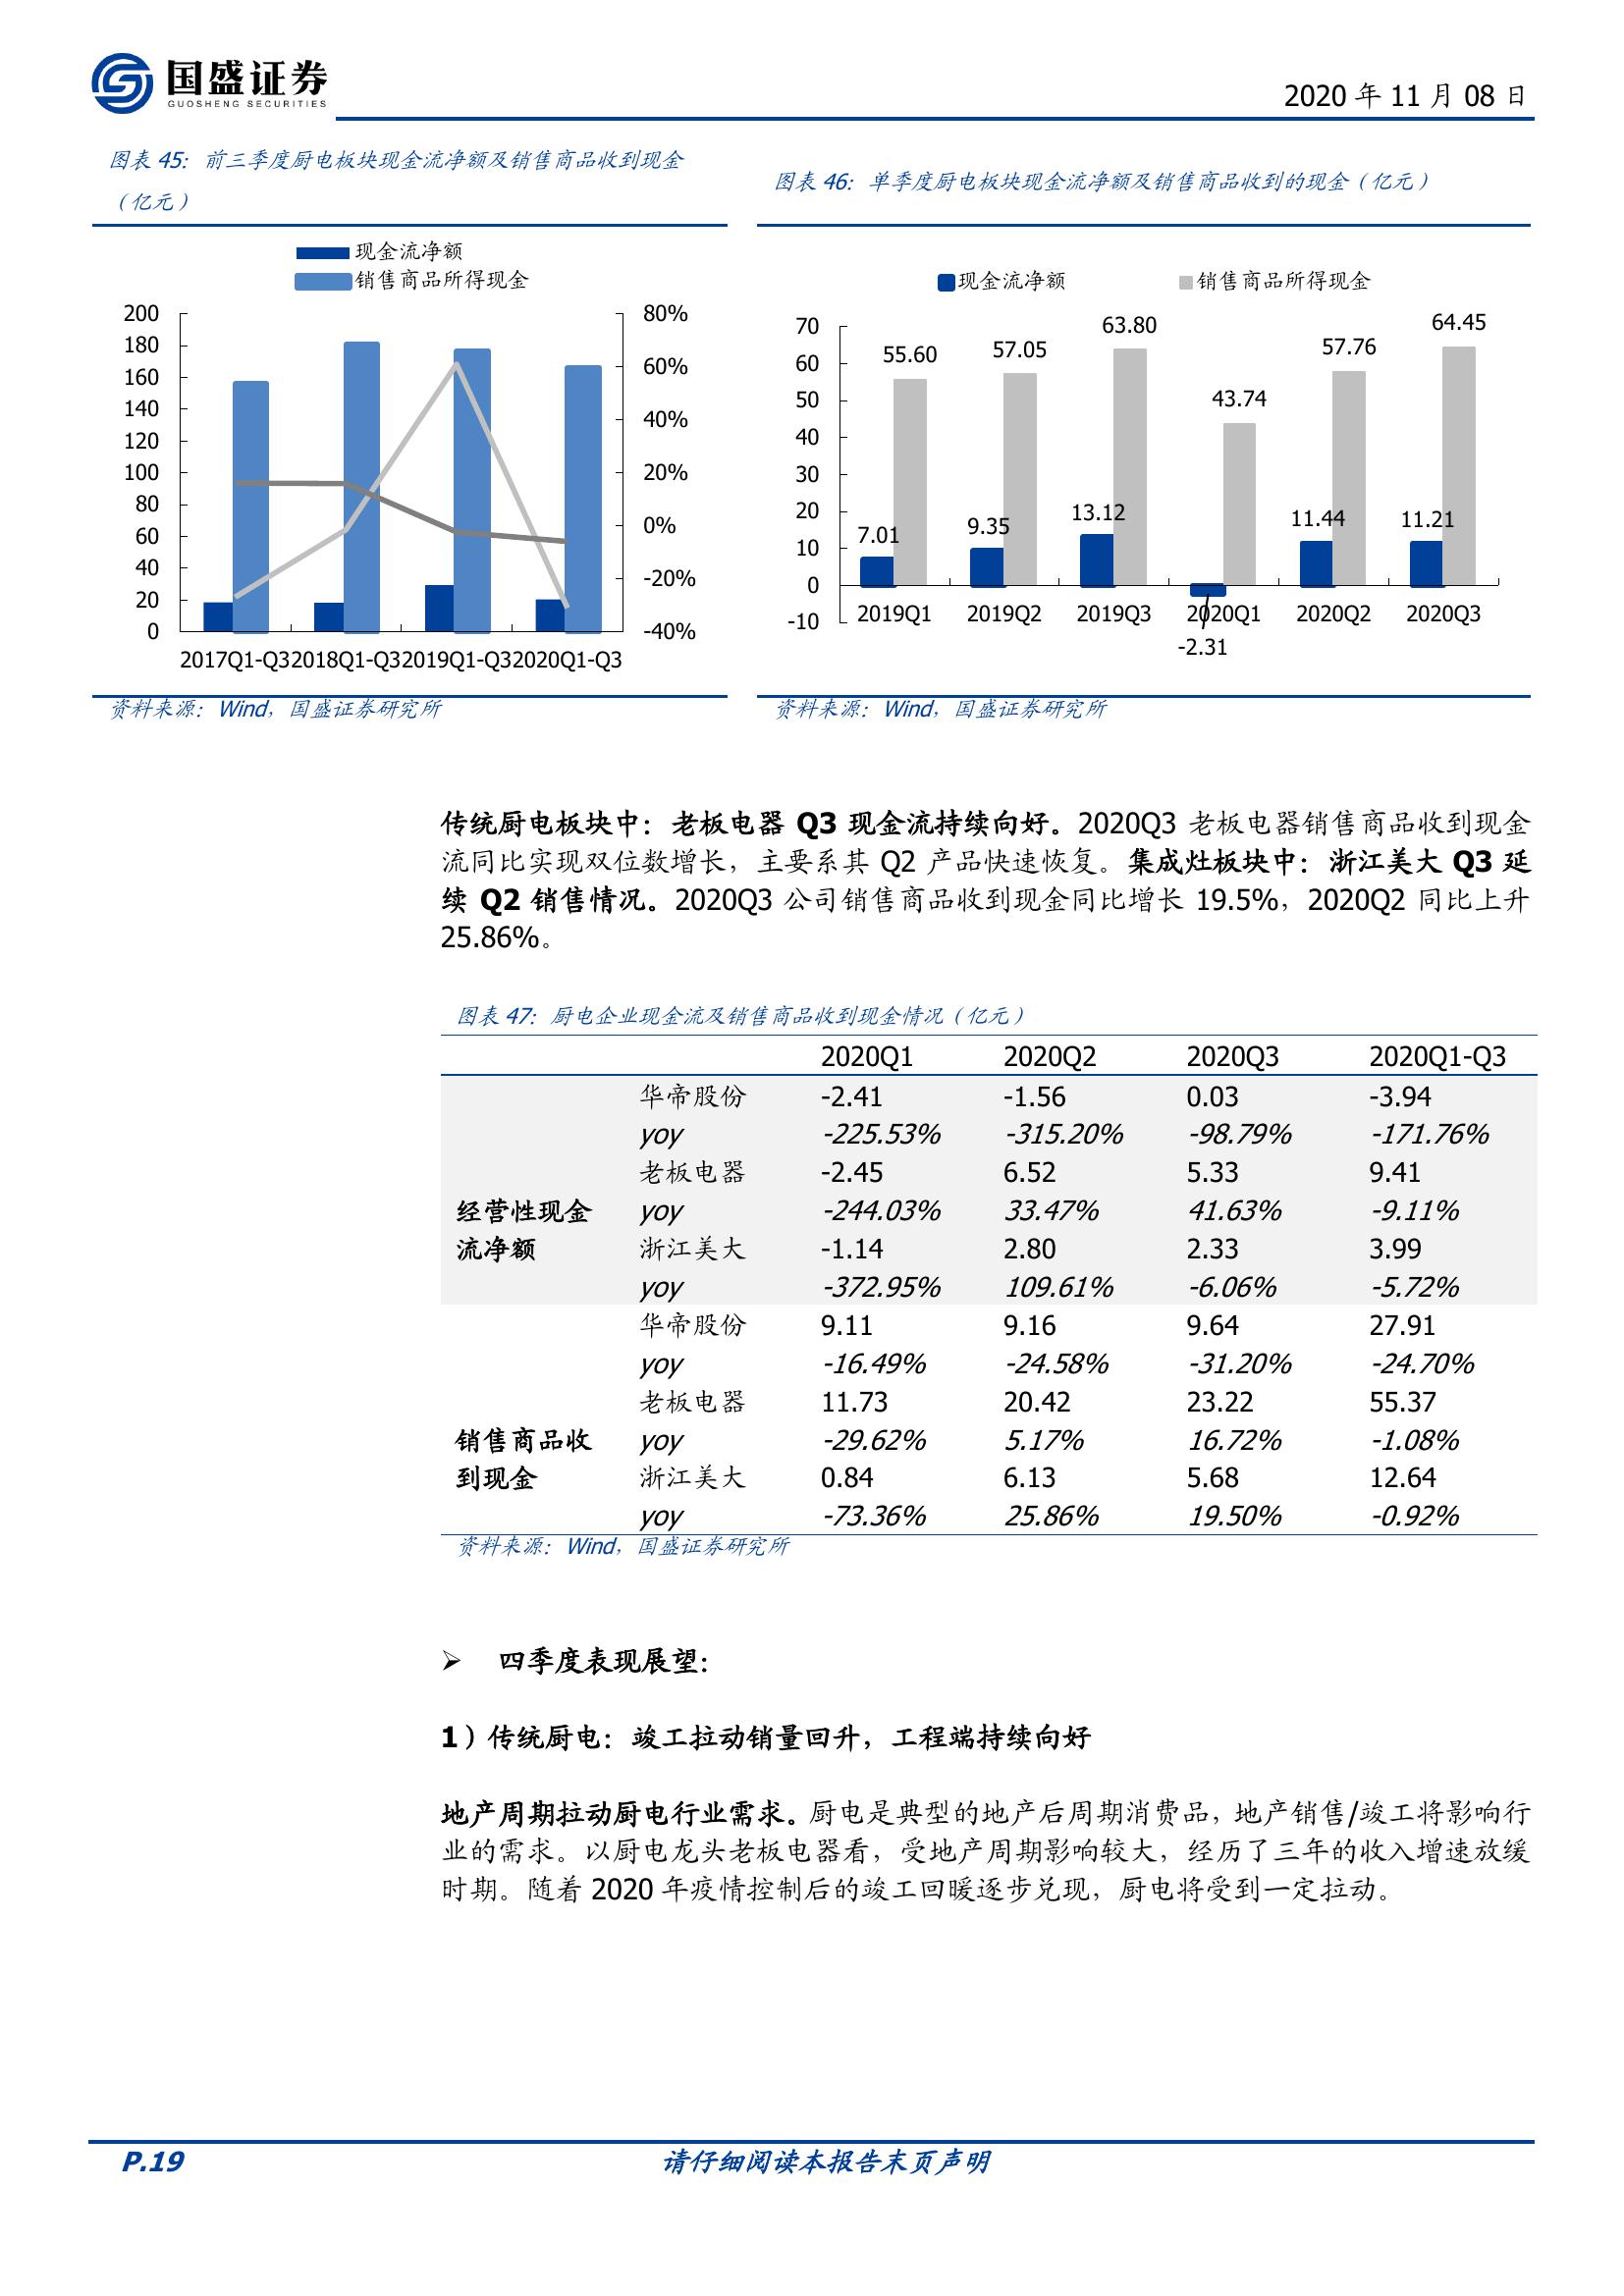 国盛证券
GUOSHENG SECURITIES
2020 年 11 月 08 日
图表 45：前三季度厨电板块现金流净额及销售商品收到现金
（亿元）
现金流净额
销售商品所得现金
200
180
160
140
120
100
80
60
40
20
0
80%
60%
40%
20%
0%
-20%
-40%
2017Q1-Q3 2018Q1-Q3 2019Q1-Q3 2020Q1-Q3
资料来源：Wind，国盛证券研究所
图表 46：单季度厨电板块现金流净额及销售商品收到的现金（亿元）
现金流净额 销售商品所得现金
70
60
50
40
30
20
10
0
-10
55.60 57.05 63.80 43.74 57.76 64.45
7.01 9.35 13.12 -2.31 11.44 11.21
2019Q1 2019Q2 2019Q3 2020Q1 2020Q2 2020Q3
资料来源：Wind，国盛证券研究所
传统厨电板块中：老板电器 Q3 现金流持续向好。2020Q3 老板电器销售商品收到现金
流同比实现双位数增长，主要系其 Q2 产品快速恢复。集成灶板块中：浙江美大 Q3 延
续 Q2 销售情况。2020Q3 公司销售商品收到现金同比增长 19.5%，2020Q2 同比上升
25.86%。
图表 47：厨电企业现金流及销售商品收到现金情况（亿元）
2020Q1 2020Q2 2020Q3 2020Q1-Q3
华帝股份 -2.41 -1.56 0.03 -3.94
yoy -225.53% -315.20% -98.79% -171.76%
老板电器 -2.45 6.52 5.33 9.41
经营性现金 yoy -244.03% 33.47% 41.63% -9.11%
流净额 浙江美大 -1.14 2.80 2.33 3.99
yoy -372.95% 109.61% -6.06% -5.72%
华帝股份 9.11 9.16 9.64 27.91
yoy -16.49% -24.58% -31.20% -24.70%
老板电器 11.73 20.42 23.22 55.37
销售商品收 yoy -29.62% 5.17% 16.72% -1.08%
到现金 浙江美大 0.84 6.13 5.68 12.64
yoy -73.36% 25.86% 19.50% -0.92%
资料来源：Wind，国盛证券研究所
➢ 四季度表现展望：
1）传统厨电：竣工拉动销量回升，工程端持续向好
地产周期拉动厨电行业需求。厨电是典型的地产后周期消费品，地产销售/竣工将影响行
业的需求。以厨电龙头老板电器看，受地产周期影响较大，经历了三年的收入增速放缓
时期。随着 2020 年疫情控制后的竣工回暖逐步兑现，厨电将受到一定拉动。
P.19 请仔细阅读本报告末页声明